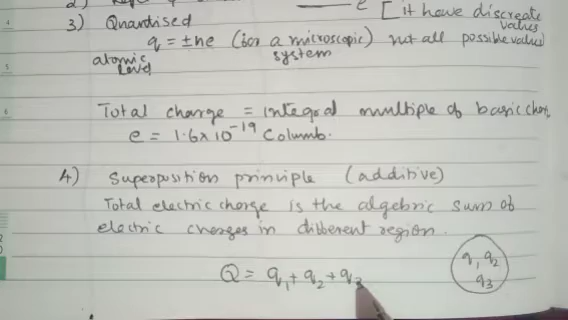 3) Quantised
e [it have discreate values
q = ±ne (for a microscopic system) not all possible values
atomic level
Total charge = integral multiple of basic char
e = 1.6x10⁻¹⁹ Columb.
4) Superposition principle (additive)
Total electric charge is the algebric sum of
electric charges in different region.
Q = q₁ + q₂ + q₃
q₁ q₂
q₃